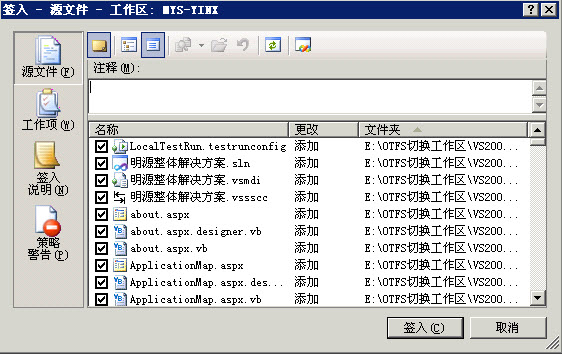 签入 - 源文件 - 工作区: MYS-YINX
源文件(F)
工作项(W)
签入
说明(N)
策略
警告(P)
注释(M):
名称 更改 文件夹
LocalTestRun.testrunconfig 添加 E:\OTFS切换工作区\VS200...
明源整体解决方案.sln 添加 E:\OTFS切换工作区\VS200...
明源整体解决方案.vsmdi 添加 E:\OTFS切换工作区\VS200...
明源整体解决方案.vssscc 添加 E:\OTFS切换工作区\VS200...
about.aspx 添加 E:\OTFS切换工作区\VS200...
about.aspx.designer.vb 添加 E:\OTFS切换工作区\VS200...
about.aspx.vb 添加 E:\OTFS切换工作区\VS200...
ApplicationMap.aspx 添加 E:\OTFS切换工作区\VS200...
ApplicationMap.aspx.des... 添加 E:\OTFS切换工作区\VS200...
ApplicationMap.aspx.vb 添加 E:\OTFS切换工作区\VS200...
签入(C) 取消